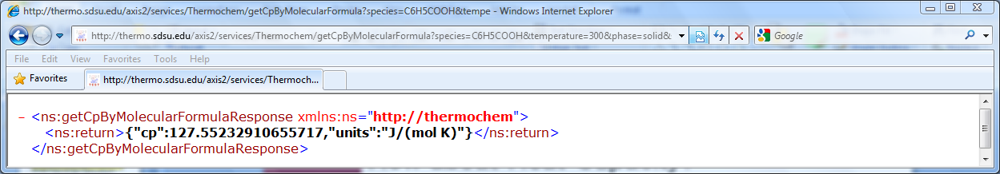 http://thermo.sdsu.edu/axis2/services/Thermochem/getCpByMolecularFormula?species=C6H5COOH&tempe - Windows Internet Explorer
http://thermo.sdsu.edu/axis2/services/Thermochem/getCpByMolecularFormula?species=C6H5COOH&temperature=300&phase=solid& Google
File Edit View Favorites Tools Help
Favorites http://thermo.sdsu.edu/axis2/services/Thermoch...
- <ns:getCpByMolecularFormulaResponse xmlns:ns="http://thermochem">
<ns:return>{"cp":127.55232910655717,"units":"J/(mol K)"}</ns:return>
</ns:getCpByMolecularFormulaResponse>